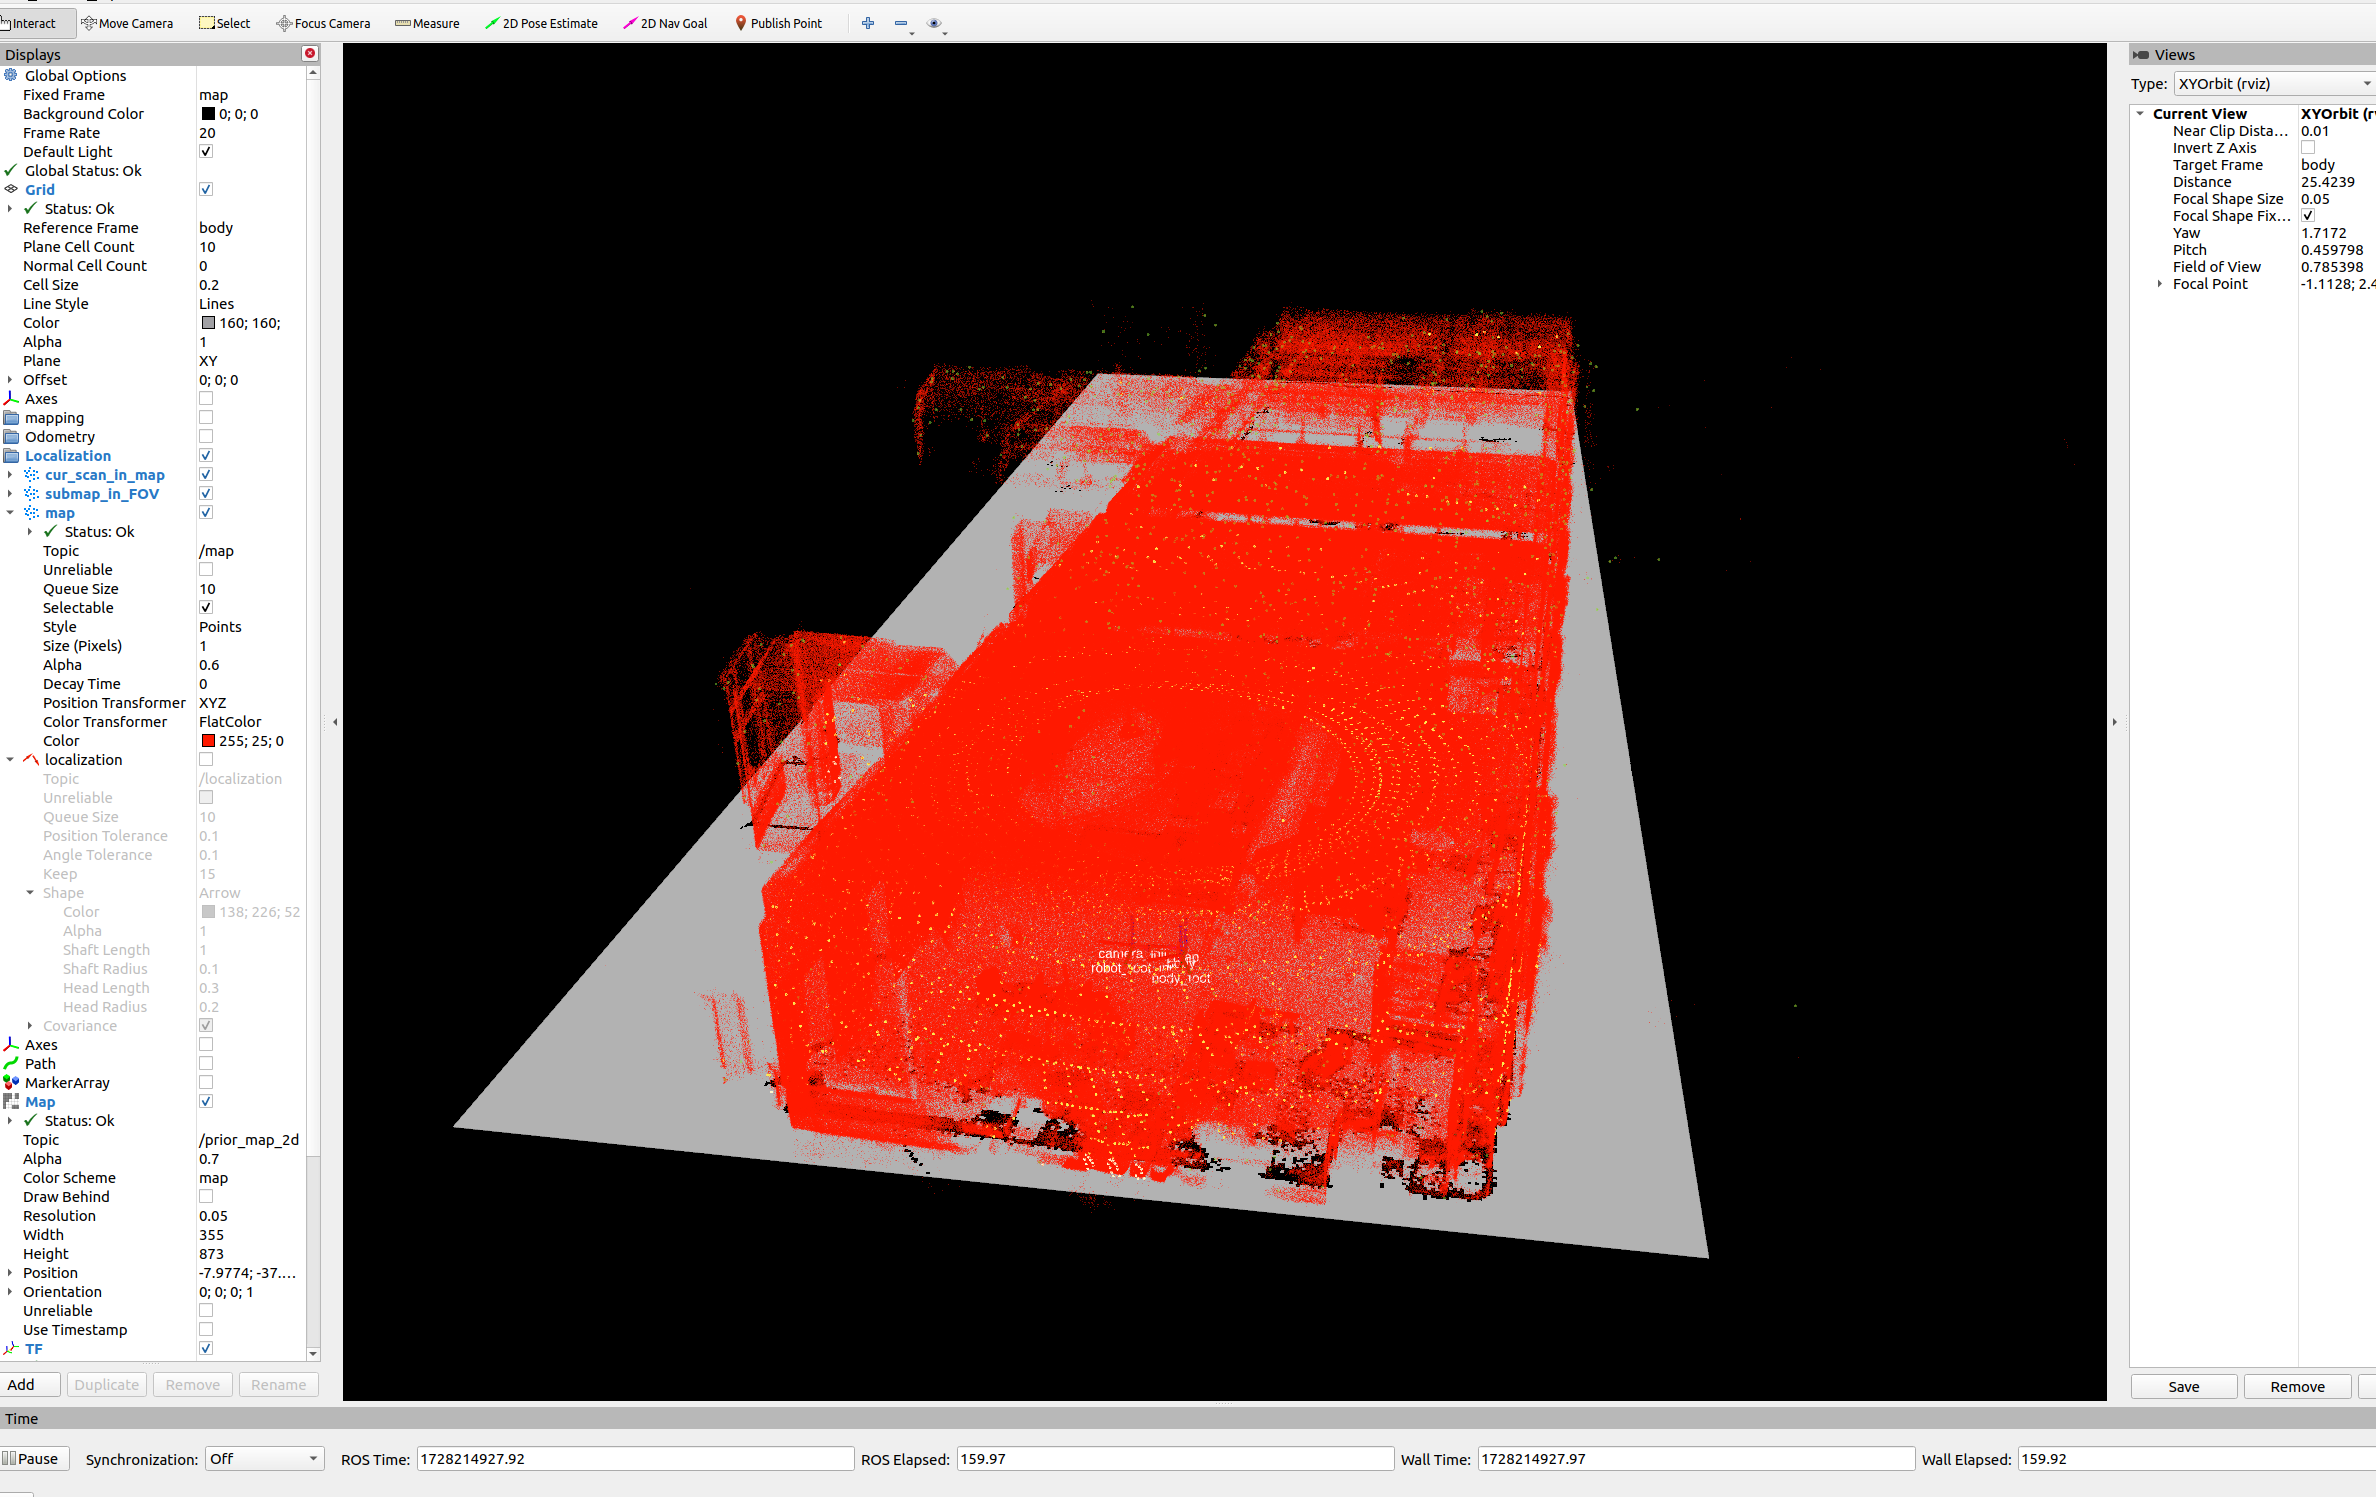 Interact Move Camera Select Focus Camera Measure 2D Pose Estimate 2D Nav Goal Publish Point
Displays
Global Options
Fixed Frame map
Background Color 0; 0; 0
Frame Rate 20
Default Light
Global Status: Ok
Grid
Status: Ok
Reference Frame body
Plane Cell Count 10
Normal Cell Count 0
Cell Size 0.2
Line Style Lines
Color 160; 160;
Alpha 1
Plane XY
Offset 0; 0; 0
Axes
mapping
Odometry
Localization
cur_scan_in_map
submap_in_FOV
map
Status: Ok
Topic /map
Unreliable
Queue Size 10
Selectable
Style Points
Size (Pixels) 1
Alpha 0.6
Decay Time 0
Position Transformer XYZ
Color Transformer FlatColor
Color 255; 25; 0
localization
Topic /localization
Unreliable
Queue Size 10
Position Tolerance 0.1
Angle Tolerance 0.1
Keep 15
Shape Arrow
Color 138; 226; 52
Alpha 1
Shaft Length 1
Shaft Radius 0.1
Head Length 0.3
Head Radius 0.2
Covariance
Axes
Path
MarkerArray
Map
Status: Ok
Topic /prior_map_2d
Alpha 0.7
Color Scheme map
Draw Behind
Resolution 0.05
Width 355
Height 873
Position -7.9774; -37....
Orientation 0; 0; 0; 1
Unreliable
Use Timestamp
TF
Add Duplicate Remove Rename
robot_root
body_root
Views
Type: XYOrbit (rviz)
Current View XYOrbit (r
Near Clip Dista... 0.01
Invert Z Axis
Target Frame body
Distance 25.4239
Focal Shape Size 0.05
Focal Shape Fix...
Yaw 1.7172
Pitch 0.459798
Field of View 0.785398
Focal Point -1.1128; 2.4
Save Remove
Time
Pause Synchronization: Off ROS Time: 1728214927.92 ROS Elapsed: 159.97 Wall Time: 1728214927.97 Wall Elapsed: 159.92